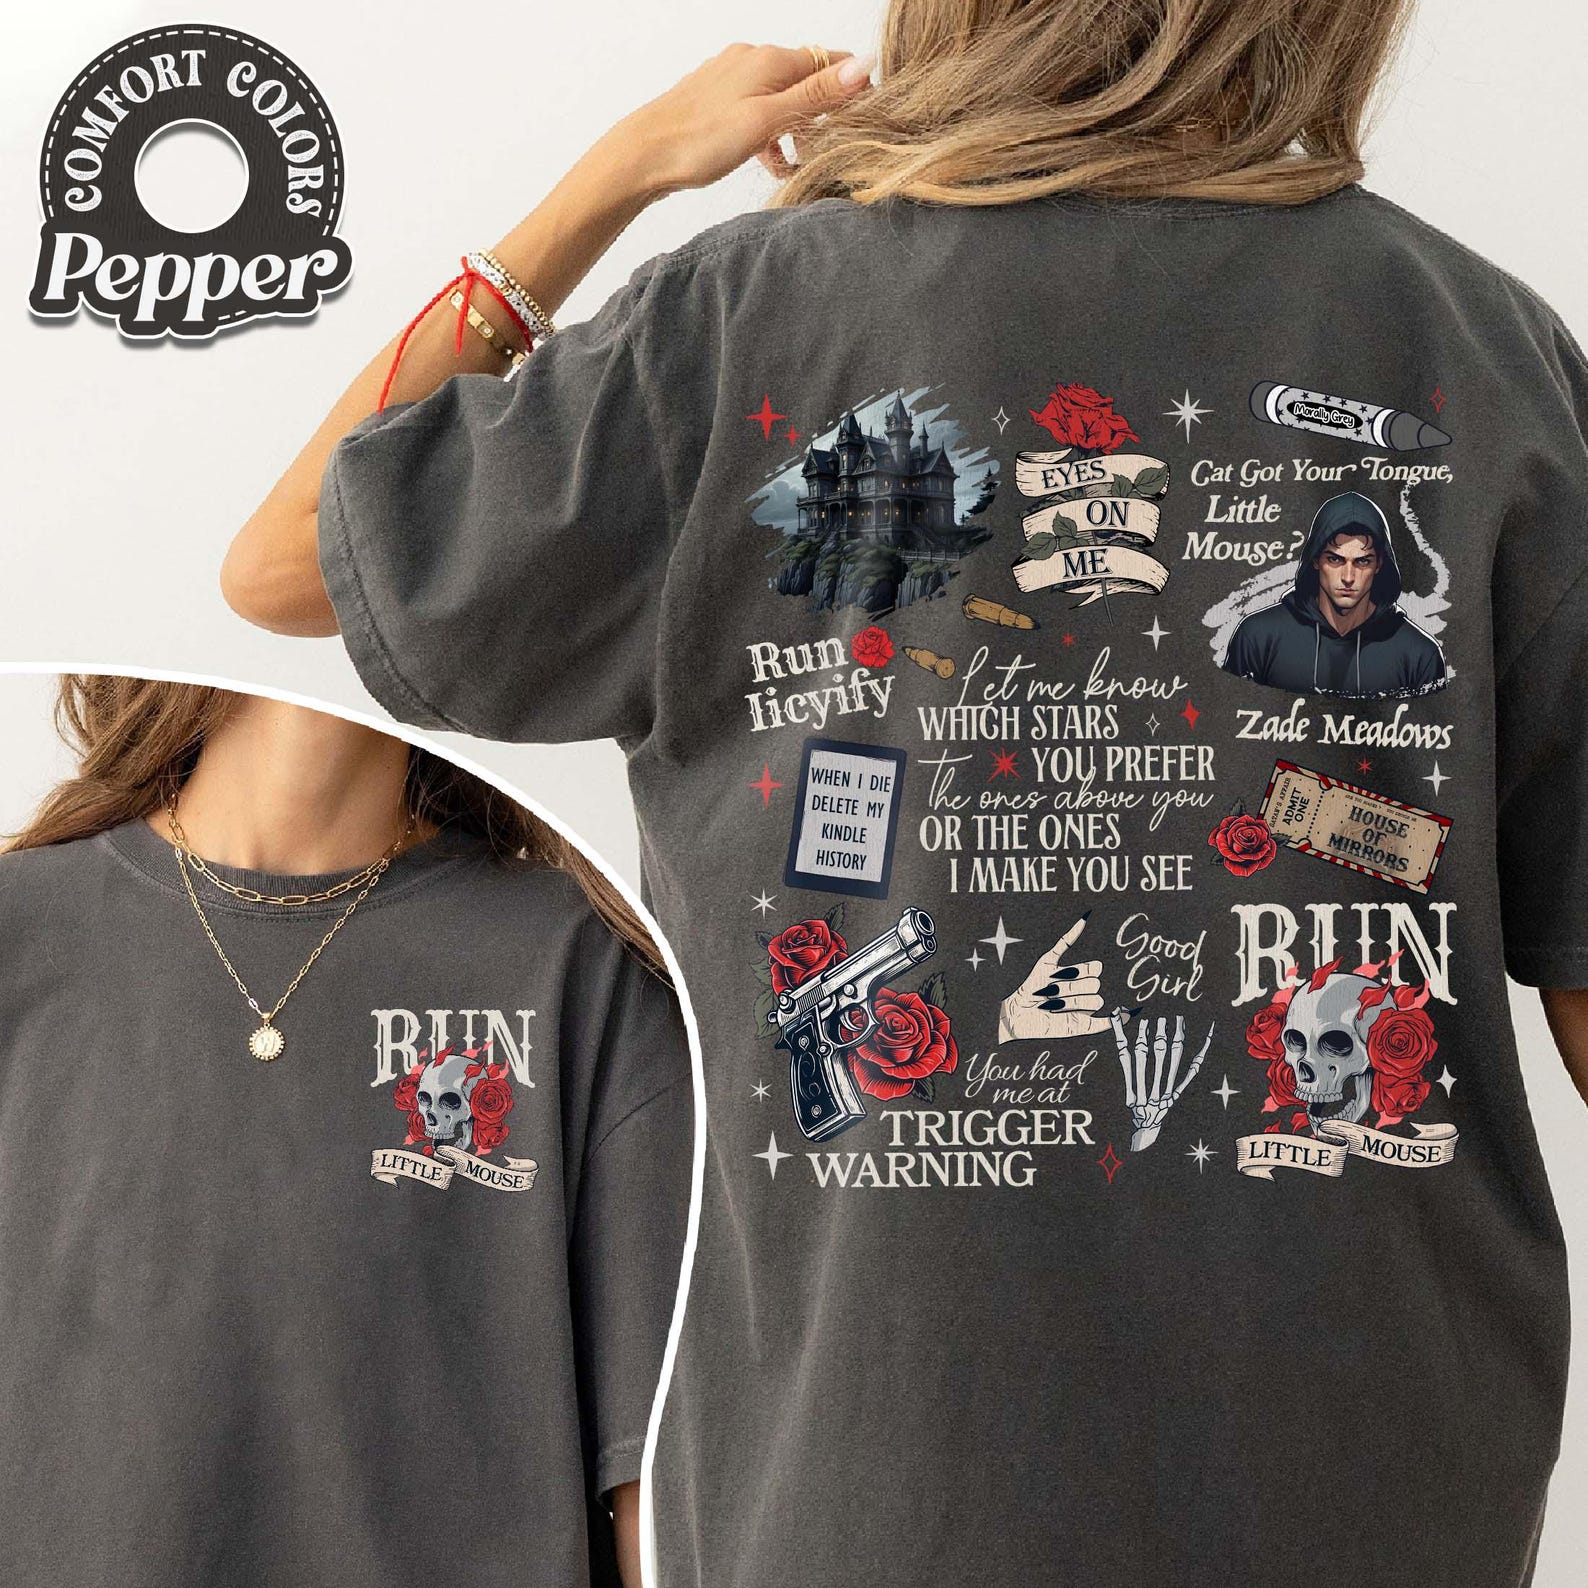 COMFORT COLORS
Pepper
RUN
LITTLE MOUSE
EYES
ON
ME
Morally Grey
Cat Got Your Tongue,
Little
Mouse?
Zade Meadows
Run
Iicyify
Let me know
WHICH STARS
YOU PREFER
The ones above you
OR THE ONES
I MAKE YOU SEE
WHEN I DIE
DELETE MY
KINDLE
HISTORY
ADMIT
ONE
HOUSE
OF
MIRRORS
You had
me at
TRIGGER
WARNING
Good
Girl
RUN
LITTLE MOUSE